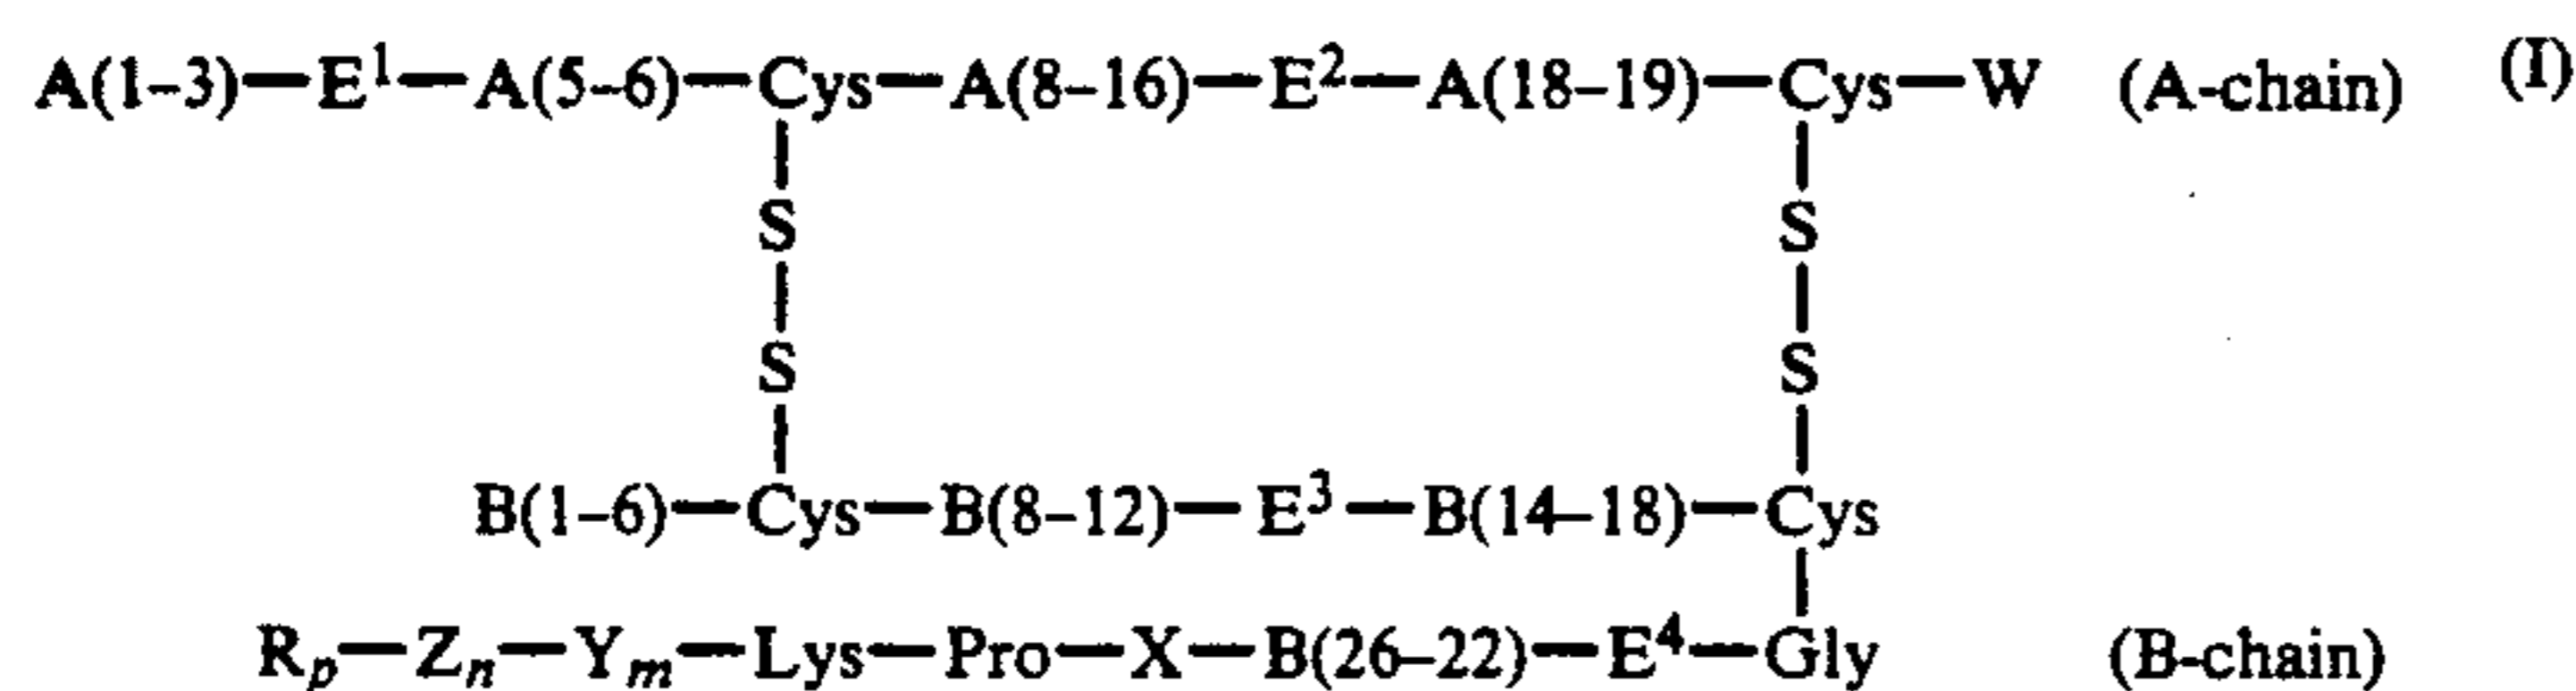 A(1–3)—E¹—A(5–6)—Cys—A(8–16)—E²—A(18–19)—Cys—W (A-chain) (I)
S S
S S
B(1–6)—Cys—B(8–12)—E³—B(14–18)—Cys
Rₚ—Zₙ—Yₘ—Lys—Pro—X—B(26–22)—E⁴—Gly (B-chain)